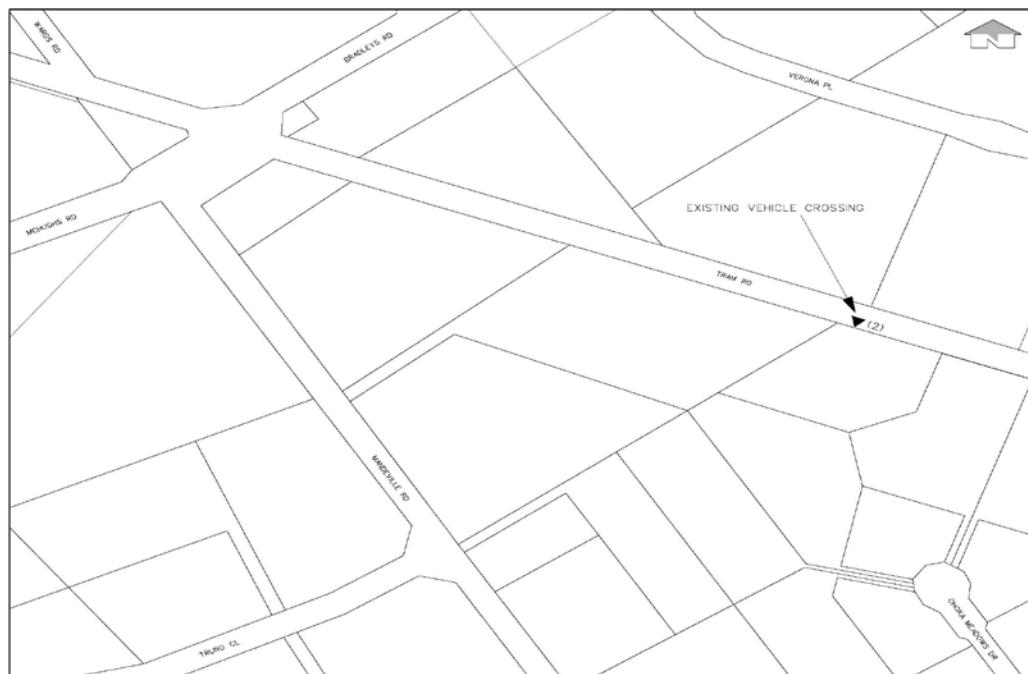 WARDS RD
BRADLEYS RD
N
VERONA PL
MCHUGHS RD
EXISTING VEHICLE CROSSING
TRAM RD
(2)
MANDEVILLE RD
TRURO CL
OHOKA MEADOWS DR